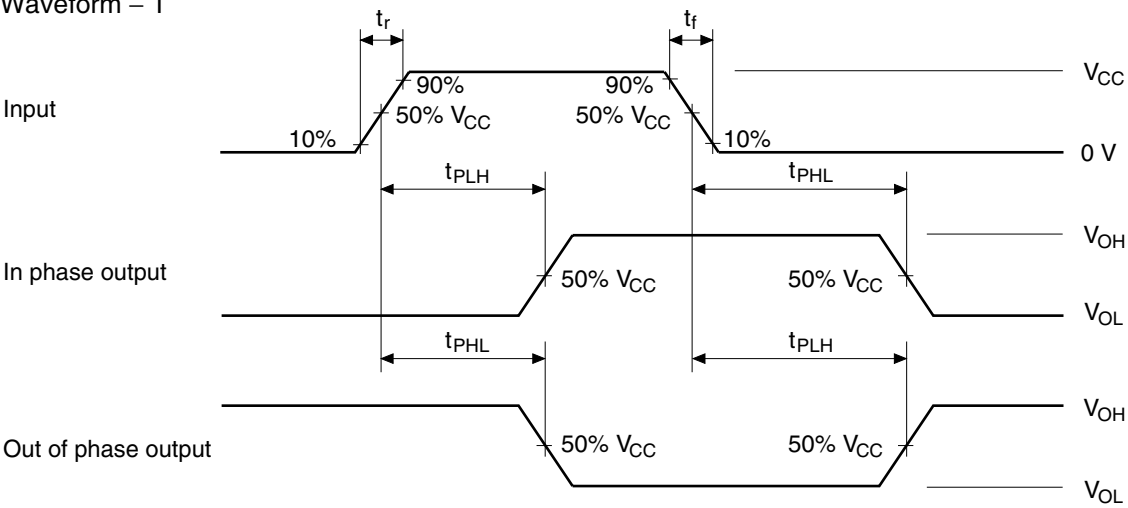 Waveform – 1
tr
tf
Input
90%
90%
VCC
50% VCC
50% VCC
10%
10%
0 V
tPLH
tPHL
VOH
In phase output
50% VCC
50% VCC
VOL
tPHL
tPLH
VOH
Out of phase output
50% VCC
50% VCC
VOL